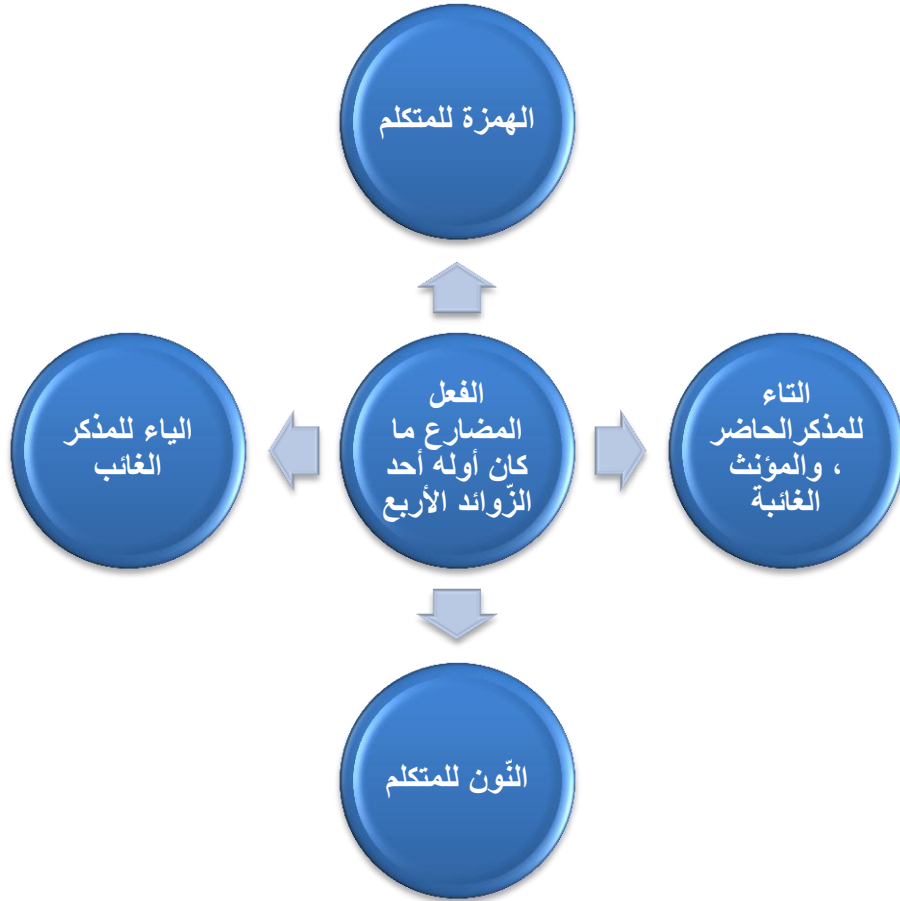 الهمزة للمتكلم
التاء
للمذكرالحاضر
، والمؤنث
الغائبة
الفعل
المضارع ما
كان أوله أحد
الزّوائد الأربع
الياء للمذكر
الغائب
النّون للمتكلم